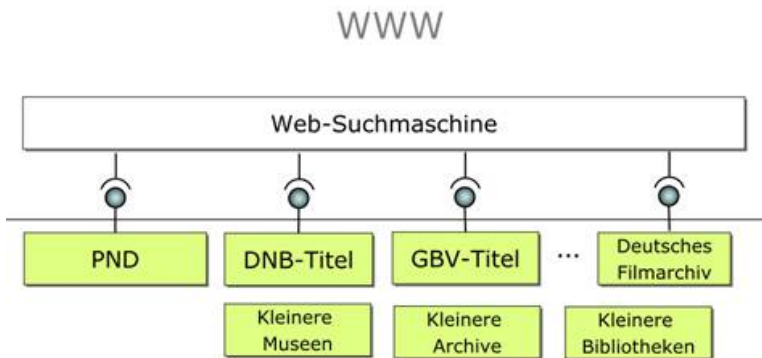 WWW
Web-Suchmaschine
PND
DNB-Titel
GBV-Titel
...
Deutsches
Filmarchiv
Kleinere
Museen
Kleinere
Archive
Kleinere
Bibliotheken